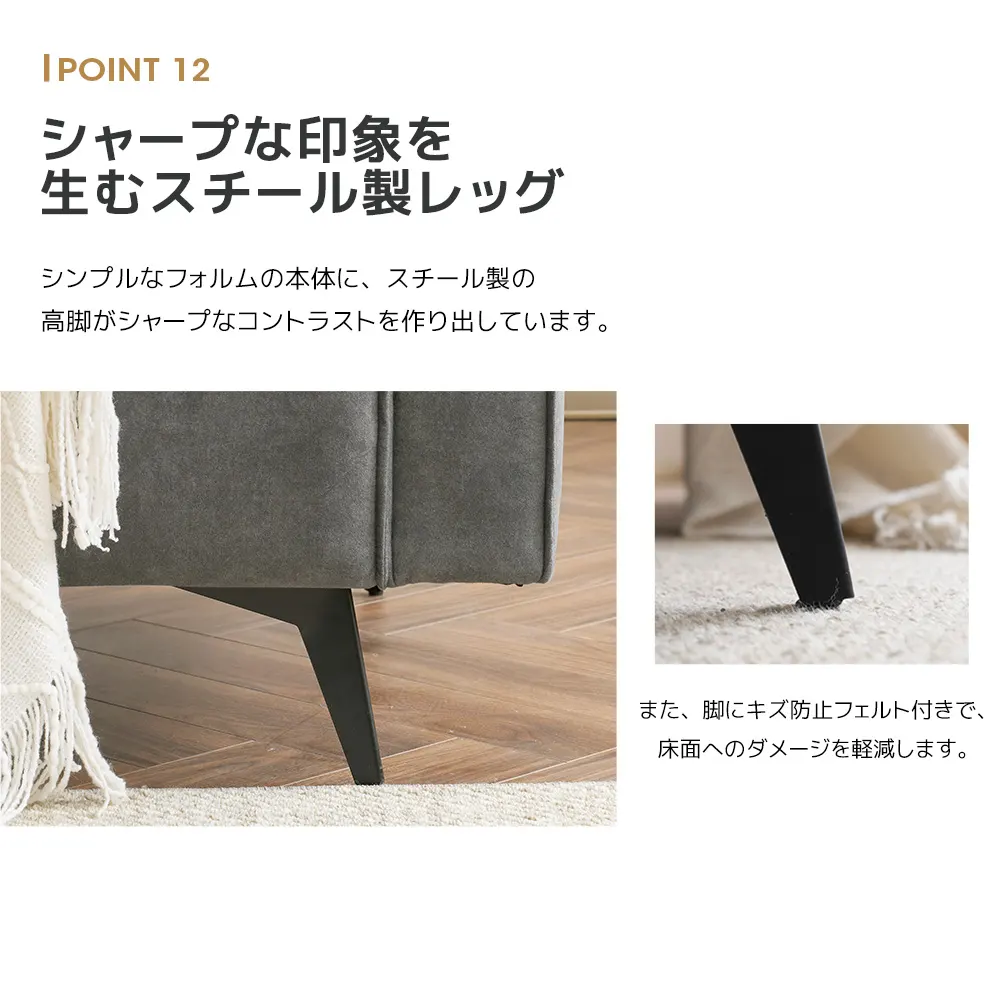 POINT 12
シャープな印象を
生むスチール製レッグ
シンプルなフォルムの本体に、スチール製の
高脚がシャープなコントラストを作り出しています。
また、脚にキズ防止フェルト付きで、
床面へのダメージを軽減します。